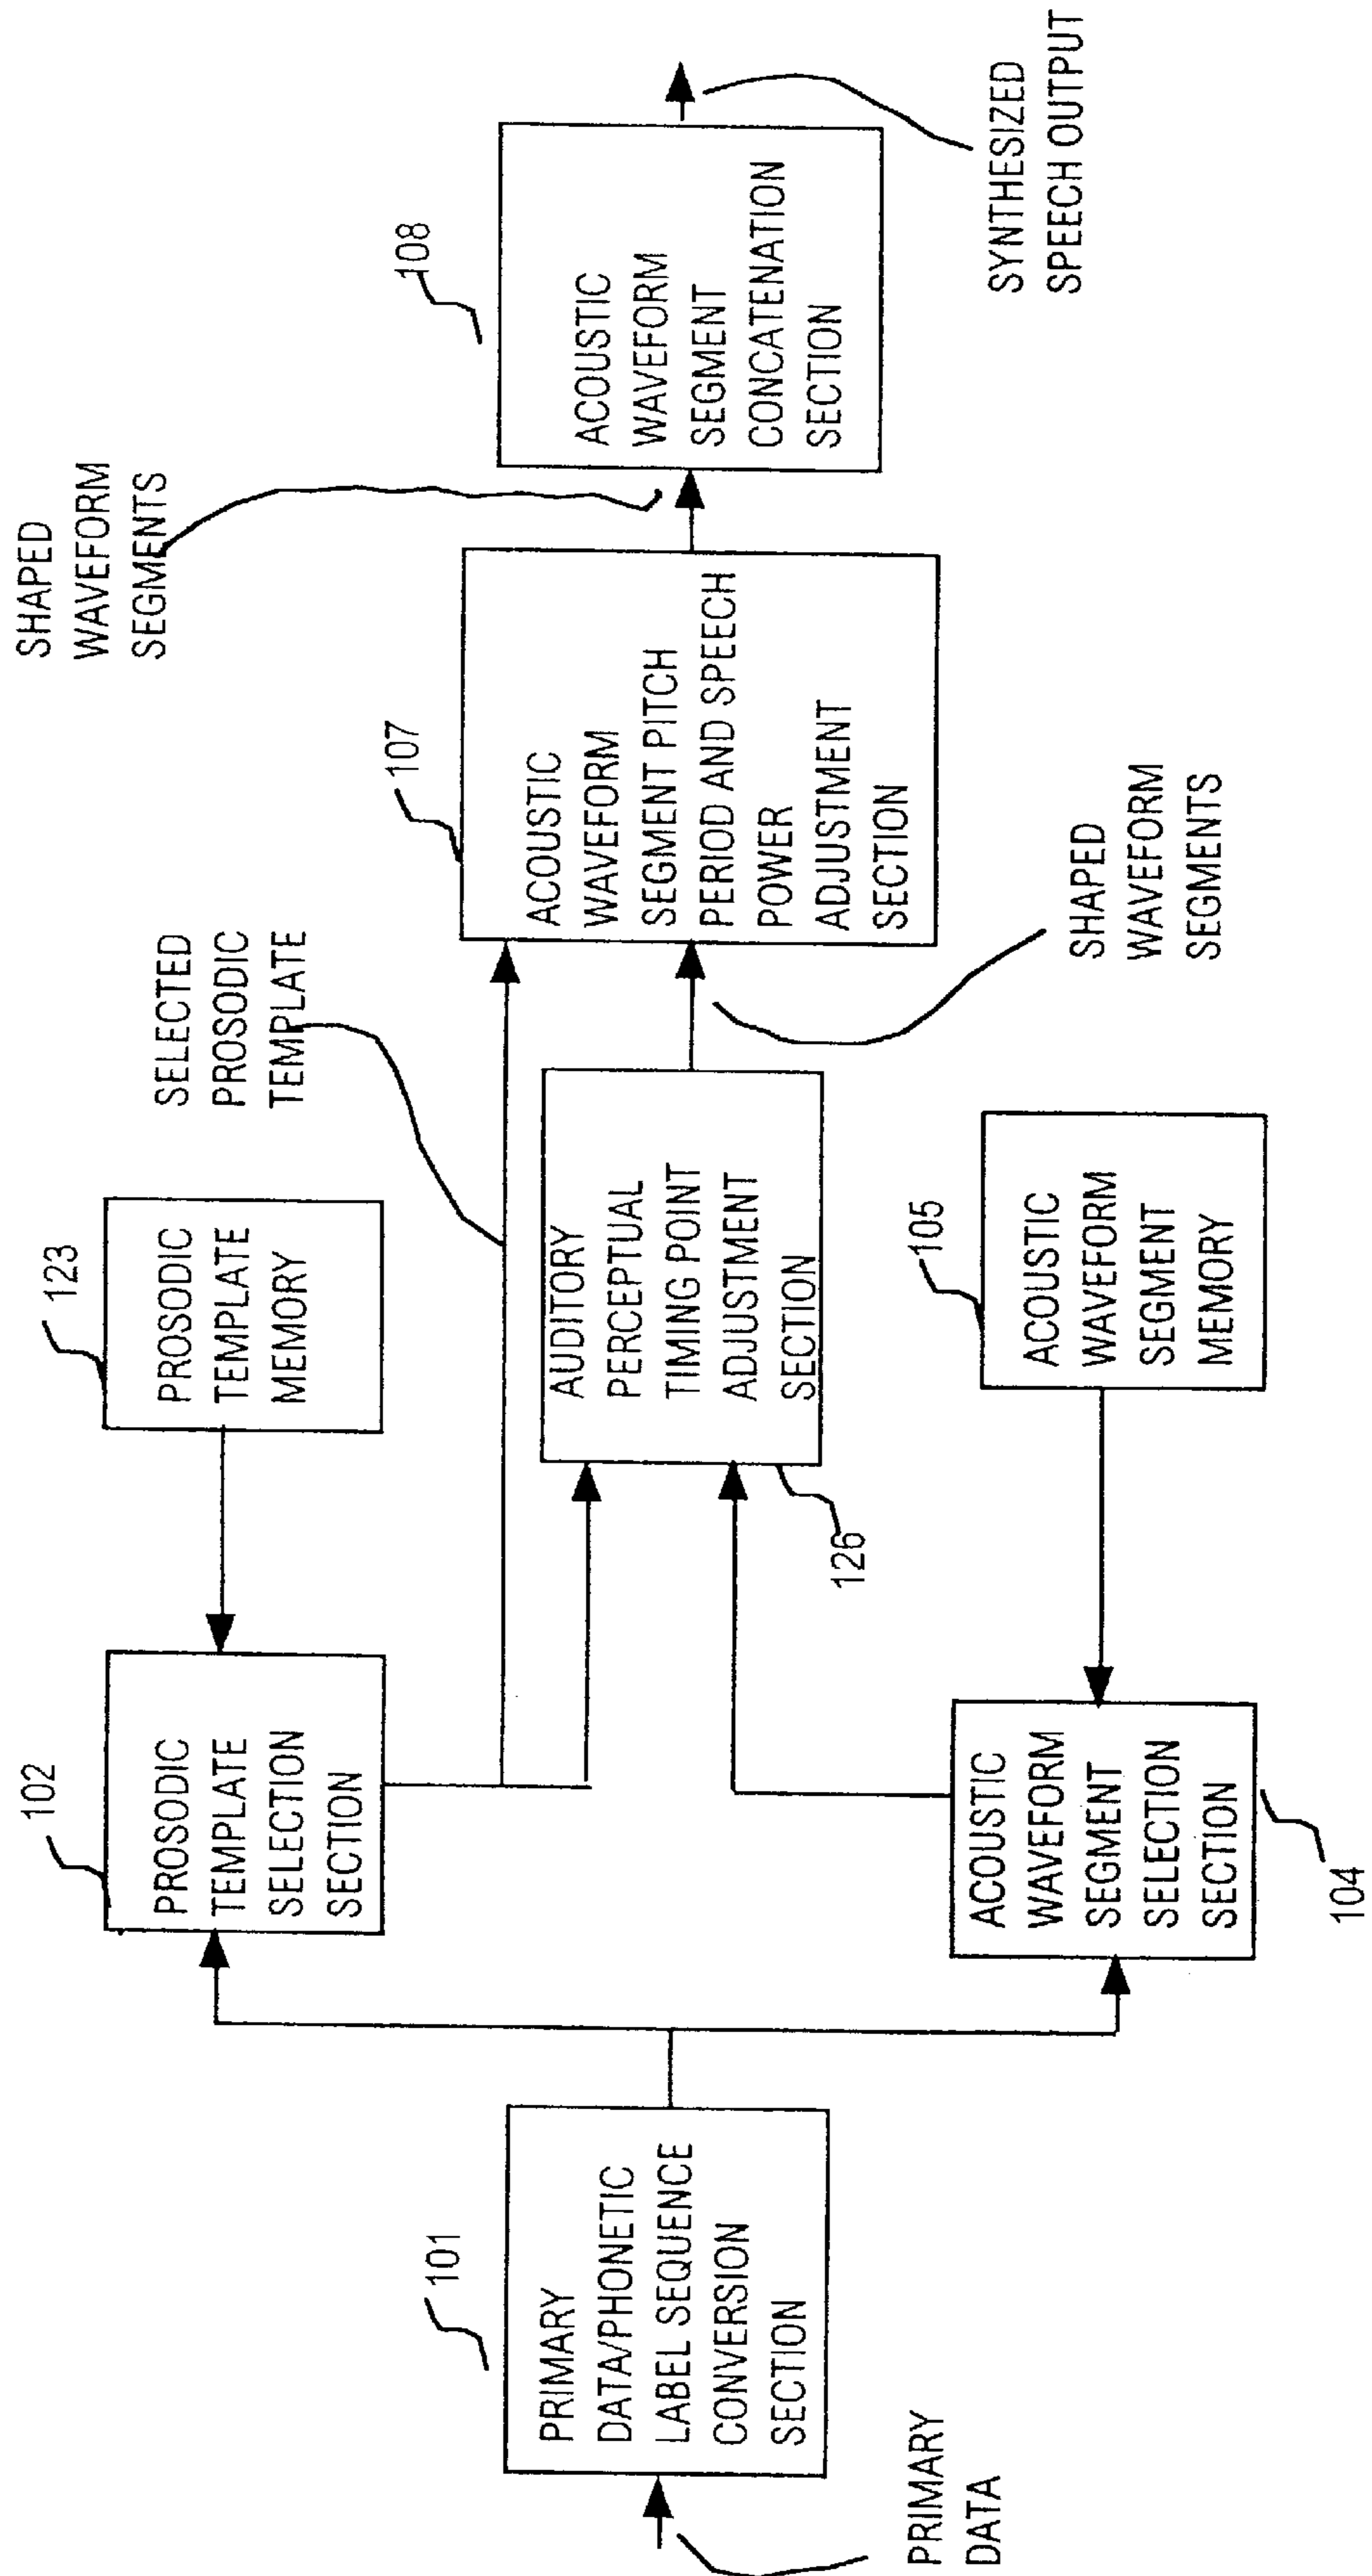 PRIMARY
DATA
101
PRIMARY
DATA/PHONETIC
LABEL SEQUENCE
CONVERSION
SECTION
102
PROSODIC
TEMPLATE
SELECTION
SECTION
123
PROSODIC
TEMPLATE
MEMORY
SELECTED
PROSODIC
TEMPLATE
AUDITORY
PERCEPTUAL
TIMING POINT
ADJUSTMENT
SECTION
126
ACOUSTIC
WAVEFORM
SEGMENT
SELECTION
SECTION
104
105
ACOUSTIC
WAVEFORM
SEGMENT
MEMORY
SHAPED
WAVEFORM
SEGMENTS
107
ACOUSTIC
WAVEFORM
SEGMENT PITCH
PERIOD AND SPEECH
POWER
ADJUSTMENT
SECTION
SHAPED
WAVEFORM
SEGMENTS
108
ACOUSTIC
WAVEFORM
SEGMENT
CONCATENATION
SECTION
SYNTHESIZED
SPEECH OUTPUT